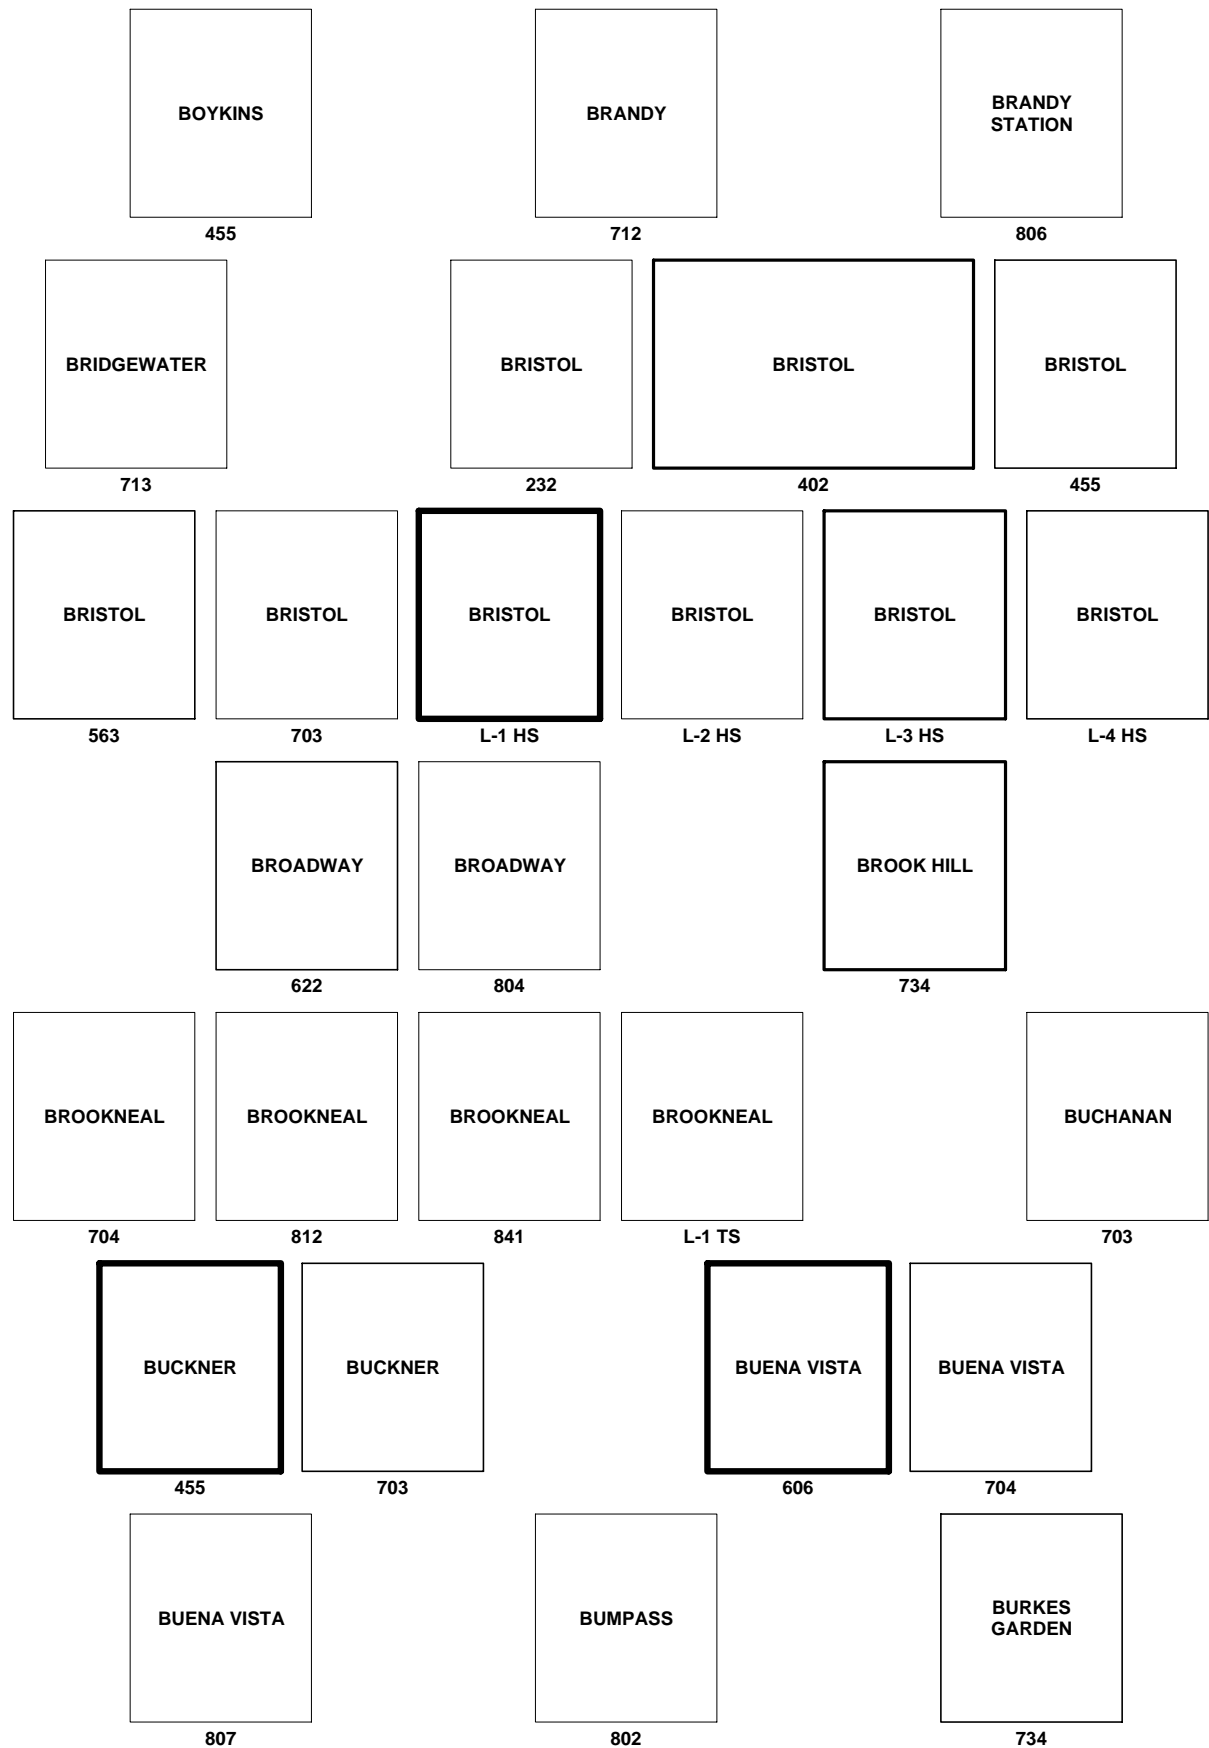 BOYKINS
BRANDY
BRANDY
STATION
455
712
806
BRIDGEWATER
BRISTOL
BRISTOL
BRISTOL
713
232
402
455
BRISTOL
BRISTOL
BRISTOL
BRISTOL
BRISTOL
BRISTOL
563
703
L-1 HS
L-2 HS
L-3 HS
L-4 HS
BROADWAY
BROADWAY
BROOK HILL
622
804
734
BROOKNEAL
BROOKNEAL
BROOKNEAL
BROOKNEAL
BUCHANAN
704
812
841
L-1 TS
703
BUCKNER
BUCKNER
BUENA VISTA
BUENA VISTA
455
703
606
704
BUENA VISTA
BUMPASS
BURKES
GARDEN
807
802
734